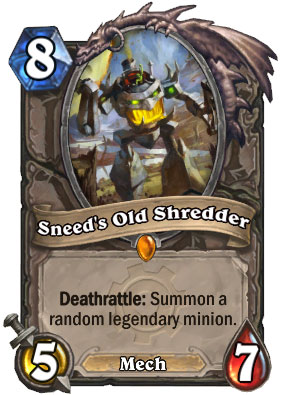 8
Sneed's Old Shredder
Deathrattle: Summon a
random legendary minion.
5
Mech
7